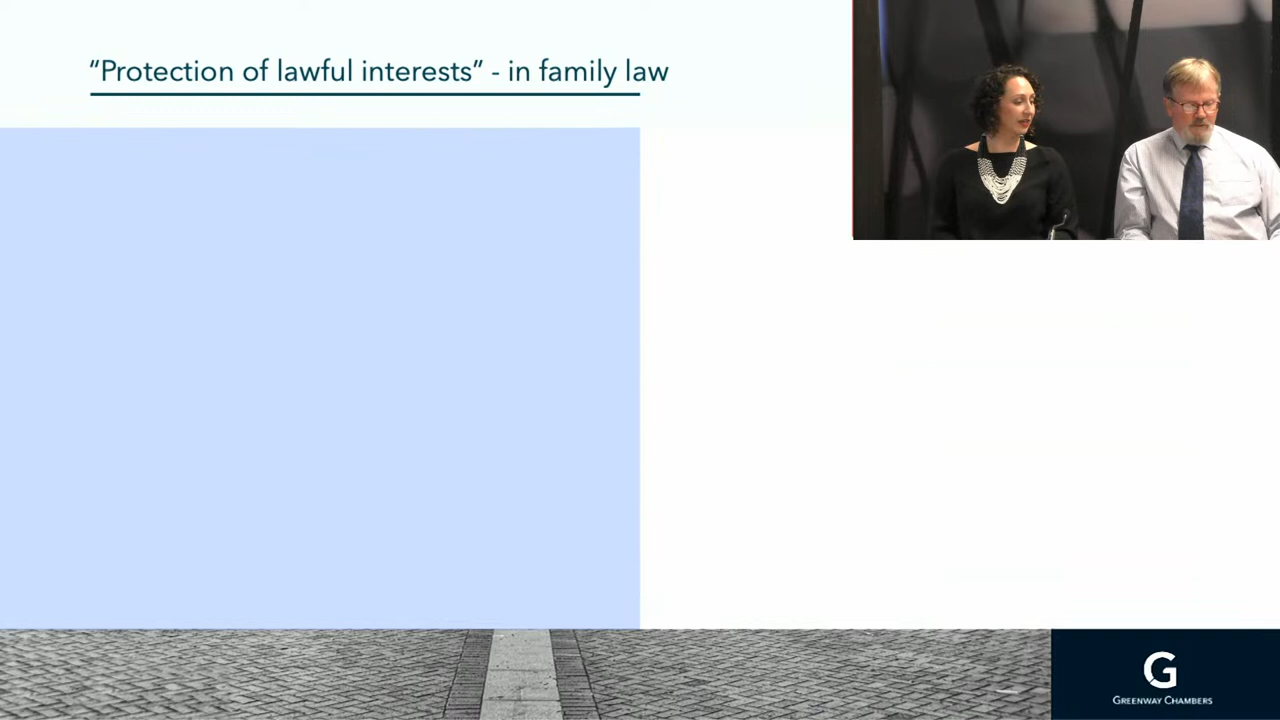 “Protection of lawful interests” - in family law
G
GREENWAY CHAMBERS